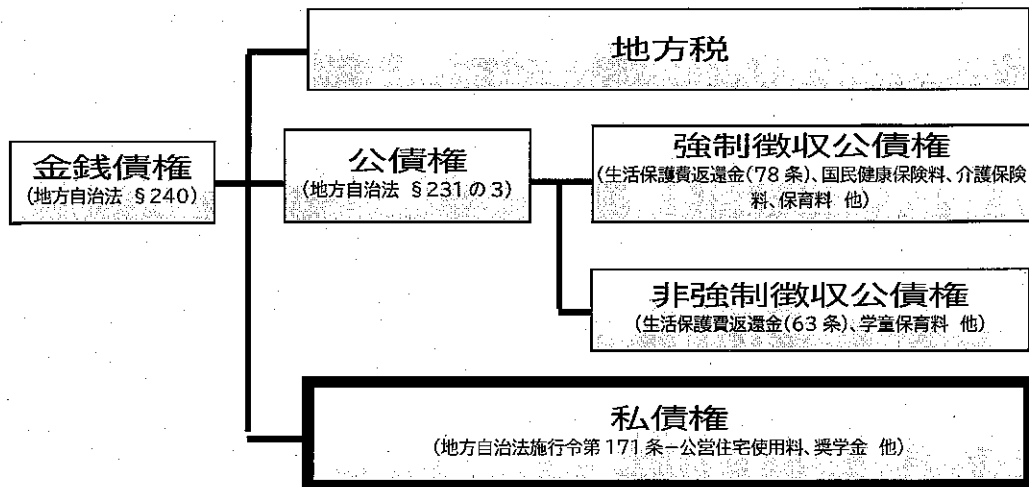 地方税
金銭債権
(地方自治法 §240)
公債権
(地方自治法 §231の3)
強制徴収公債権
(生活保護費返還金(78条)、国民健康保険料、介護保険
料、保育料 他)
非強制徴収公債権
(生活保護費返還金(63条)、学童保育料 他)
私債権
(地方自治法施行令第171条－公営住宅使用料、奨学金 他)